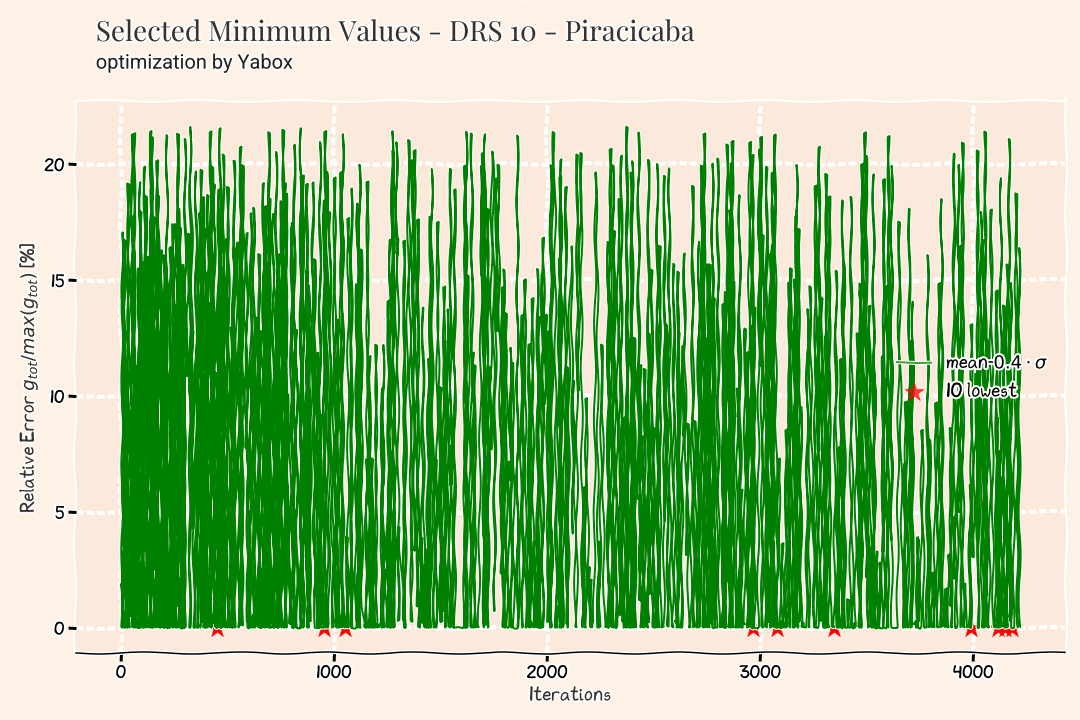 Selected Minimum Values - DRS 10 - Piracicaba
optimization by Yabox
Relative Error g_tot/max(g_tot) [%]
20
15
10
5
0
mean-0.4 · σ
10 lowest
0 1000 2000 3000 4000
Iterations